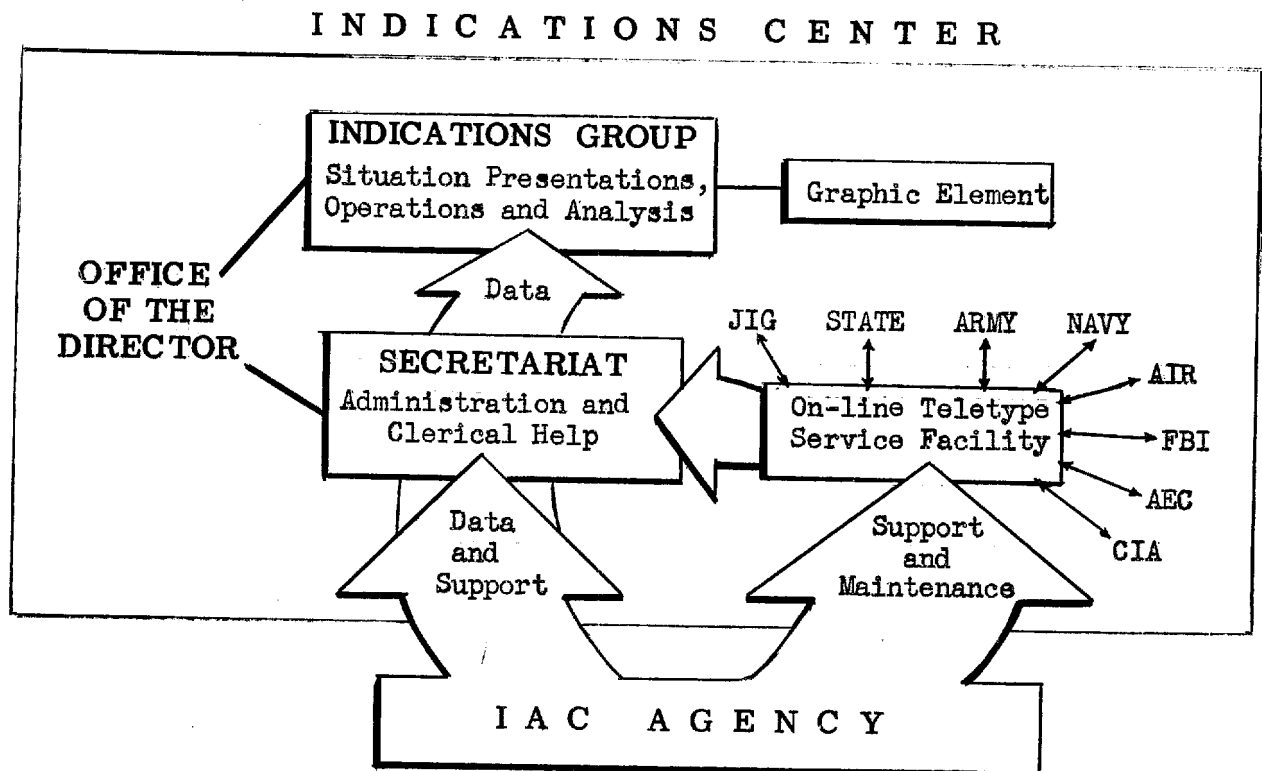 INDICATIONS CENTER
INDICATIONS GROUP
Situation Presentations,
Operations and Analysis
Graphic Element
OFFICE
OF THE
DIRECTOR
Data
JIG
STATE
ARMY
NAVY
AIR
FBI
AEC
CIA
SECRETARIAT
Administration and
Clerical Help
On-line Teletype
Service Facility
Data
and
Support
Support
and
Maintenance
IAC AGENCY